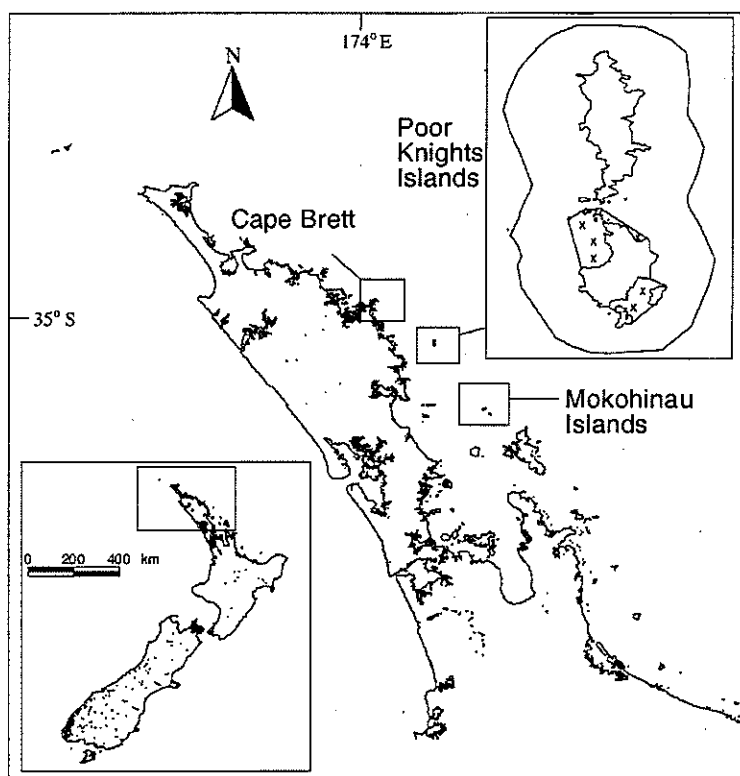 174° E
N
Poor
Knights
Islands
x
x
x
x
x
Cape Brett
35° S
Mokohinau
Islands
0 200 400 km